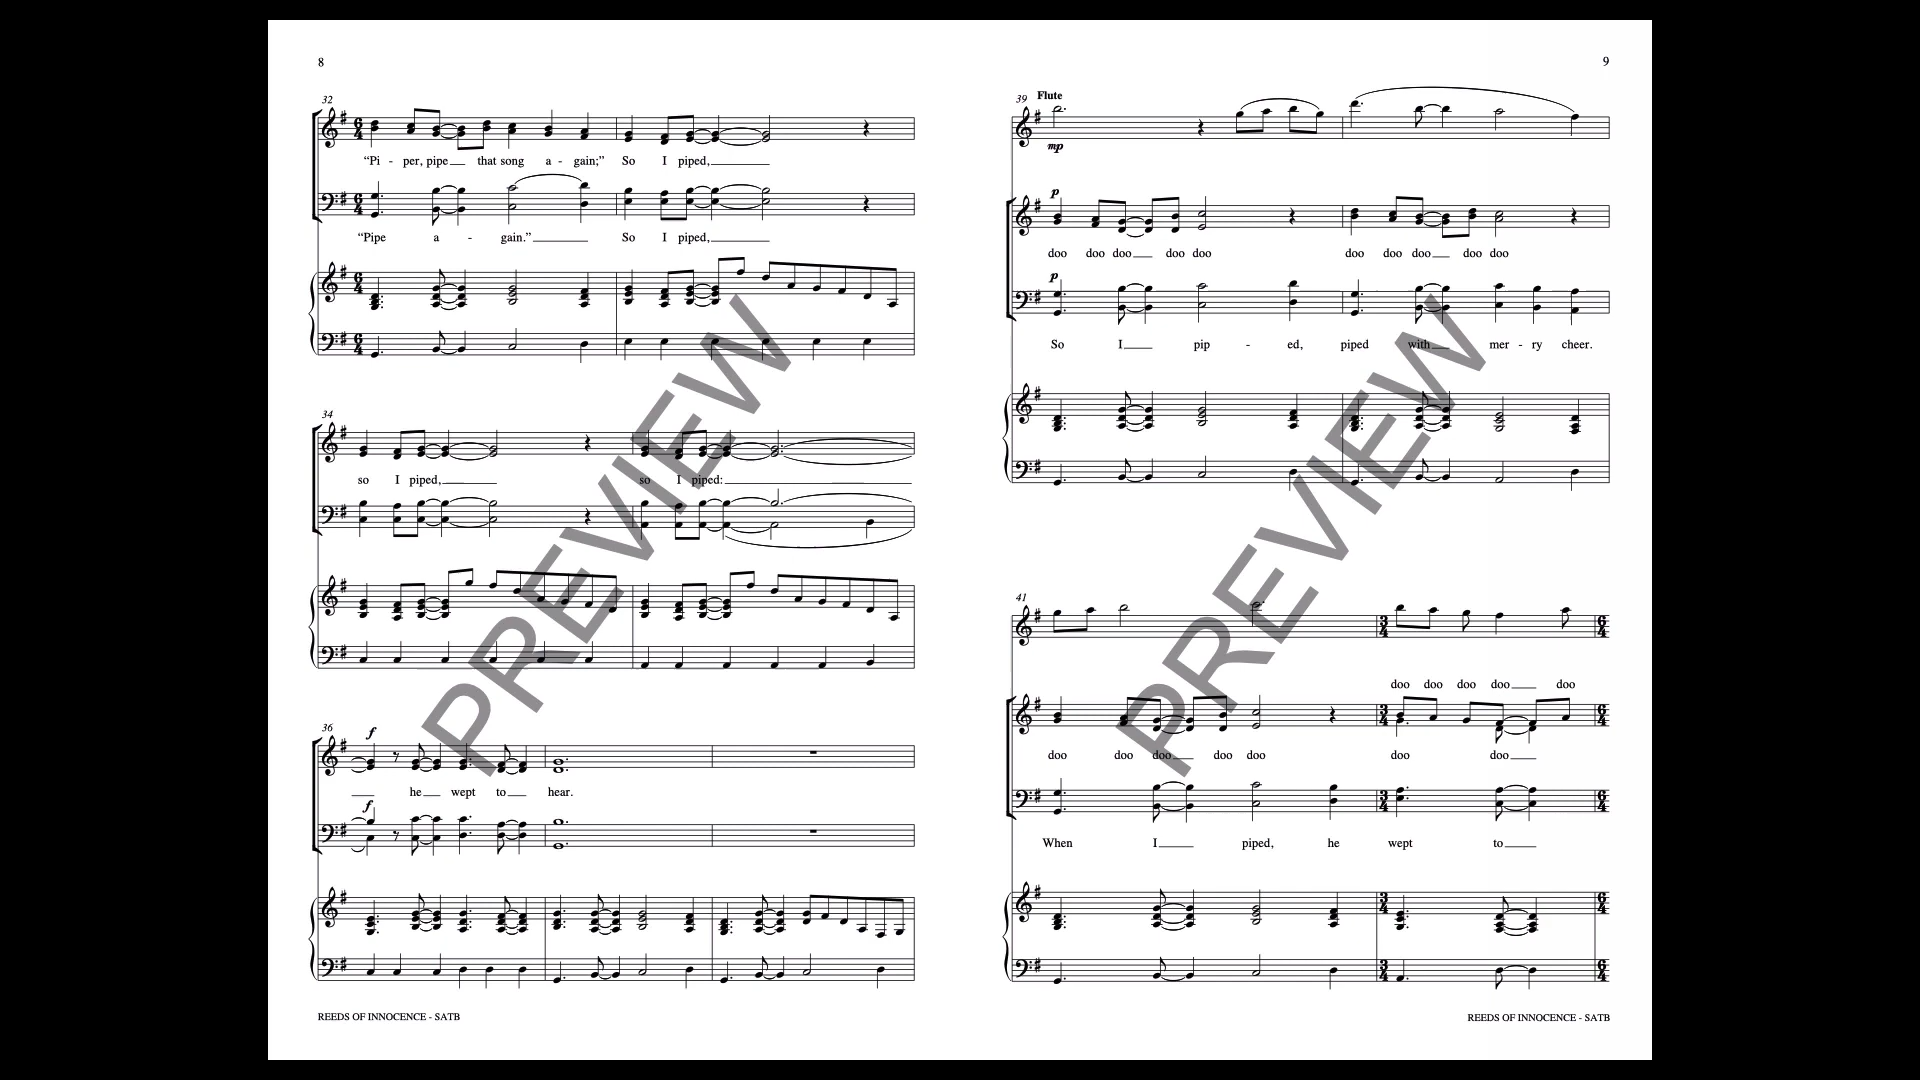 8
32
“Pi - per, pipe that song a - gain;” So I piped,
“Pipe a - gain.” So I piped,
34
so I piped, so I piped:
36
f
he wept to hear.
f
REEDS OF INNOCENCE - SATB
9
39 Flute
mp
p
doo doo doo doo doo doo doo doo doo doo
p
So I pip - ed, piped with mer - ry cheer.
41
doo doo doo doo doo
doo doo doo doo doo doo doo
When I piped, he wept to
REEDS OF INNOCENCE - SATB
PREVIEW
PREVIEW